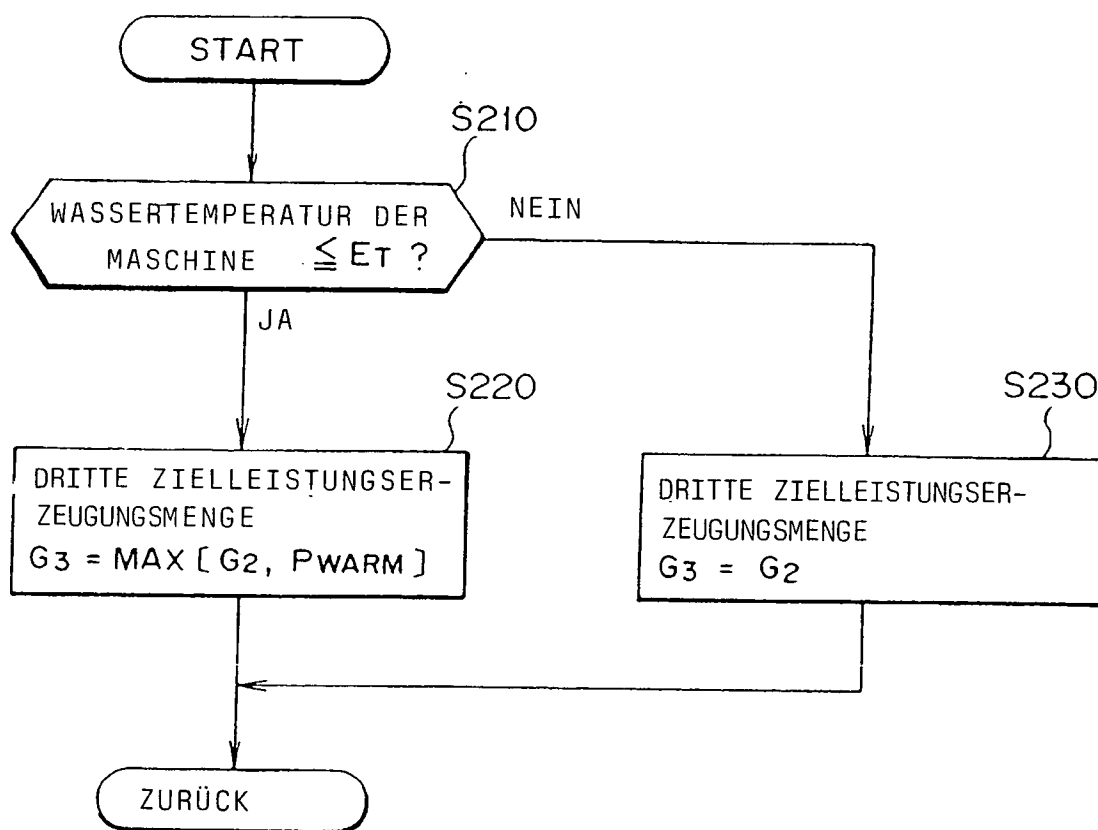 START
S210
WASSERTEMPERATUR DER
MASCHINE ≦ ET ?
NEIN
JA
S220
DRITTE ZIELLEISTUNGSER-
ZEUGUNGSMENGE
G3 = MAX [ G2, PWARM ]
S230
DRITTE ZIELLEISTUNGSER-
ZEUGUNGSMENGE
G3 = G2
ZURÜCK